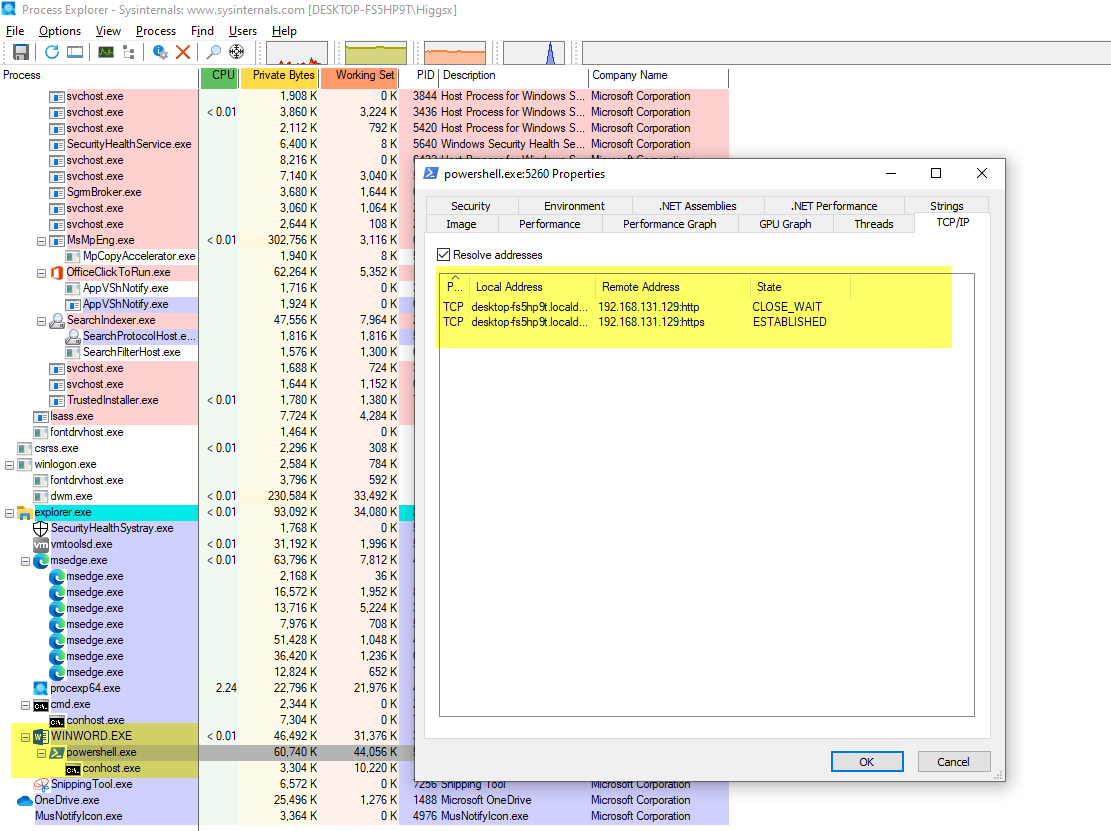 Process Explorer - Sysinternals: www.sysinternals.com [DESKTOP-FS5HP9T\Higgsx]
File Options View Process Find Users Help
Process CPU Private Bytes Working Set PID Description Company Name
svchost.exe 1,908 K 0 K 3844 Host Process for Windows S... Microsoft Corporation
svchost.exe < 0.01 3,860 K 3,224 K 3436 Host Process for Windows S... Microsoft Corporation
svchost.exe 2,112 K 792 K 5420 Host Process for Windows S... Microsoft Corporation
SecurityHealthService.exe 6,400 K 8 K 5640 Windows Security Health Se... Microsoft Corporation
svchost.exe 8,216 K 0 K Host Process for Windows S... Microsoft Corporation
svchost.exe 7,140 K 3,040 K
SgrmBroker.exe 3,680 K 1,644 K
svchost.exe 3,060 K 1,064 K
svchost.exe 2,644 K 108 K
MsMpEng.exe < 0.01 302,756 K 3,116 K
MpCopyAccelerator.exe 1,940 K 8 K
OfficeClickToRun.exe 62,264 K 5,352 K
AppVShNotify.exe 1,716 K 0 K
AppVShNotify.exe 1,924 K 0 K
SearchIndexer.exe 47,556 K 7,964 K
SearchProtocolHost.e... 1,816 K 1,816 K
SearchFilterHost.exe 1,576 K 1,300 K
svchost.exe 1,688 K 724 K
svchost.exe 1,644 K 1,152 K
TrustedInstaller.exe < 0.01 1,780 K 1,380 K
lsass.exe 7,724 K 4,284 K
fontdrvhost.exe 1,464 K 0 K
csrss.exe < 0.01 2,296 K 308 K
winlogon.exe 2,584 K 784 K
fontdrvhost.exe 3,796 K 592 K
dwm.exe < 0.01 230,584 K 33,492 K
explorer.exe < 0.01 93,092 K 34,080 K
SecurityHealthSystray.exe 1,768 K 0 K
vmtoolsd.exe < 0.01 31,192 K 1,996 K
msedge.exe < 0.01 63,796 K 7,812 K
msedge.exe 2,168 K 36 K
msedge.exe 16,572 K 1,952 K
msedge.exe 13,716 K 5,224 K
msedge.exe 7,976 K 708 K
msedge.exe 51,428 K 1,048 K
msedge.exe 36,420 K 1,236 K
msedge.exe 12,824 K 652 K
procexp64.exe 2.24 22,796 K 21,976 K
cmd.exe 2,344 K 0 K
conhost.exe 7,304 K 0 K
WINWORD.EXE < 0.01 46,492 K 31,376 K
powershell.exe 60,740 K 44,056 K
conhost.exe 3,304 K 10,220 K
SnippingTool.exe 6,572 K 0 K 7256 Snipping Tool Microsoft Corporation
OneDrive.exe 25,496 K 1,276 K 1488 Microsoft OneDrive Microsoft Corporation
MusNotifyIcon.exe 3,364 K 0 K 4976 MusNotifyIcon.exe Microsoft Corporation
powershell.exe:5260 Properties
Security Environment .NET Assemblies .NET Performance Strings
Image Performance Performance Graph GPU Graph Threads TCP/IP
Resolve addresses
P... Local Address Remote Address State
TCP desktop-fs5hp9t.locald... 192.168.131.129:http CLOSE_WAIT
TCP desktop-fs5hp9t.locald... 192.168.131.129:https ESTABLISHED
OK Cancel